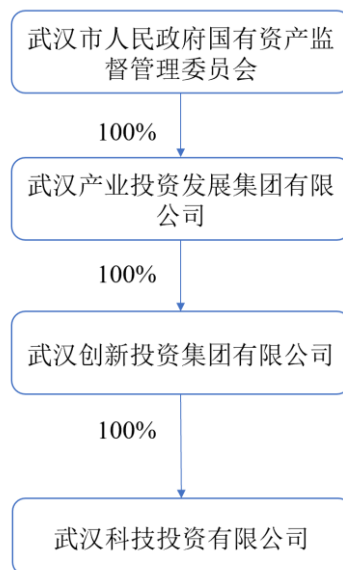 武汉市人民政府国有资产监
督管理委员会
100%
武汉产业投资发展集团有限
公司
100%
武汉创新投资集团有限公司
100%
武汉科技投资有限公司